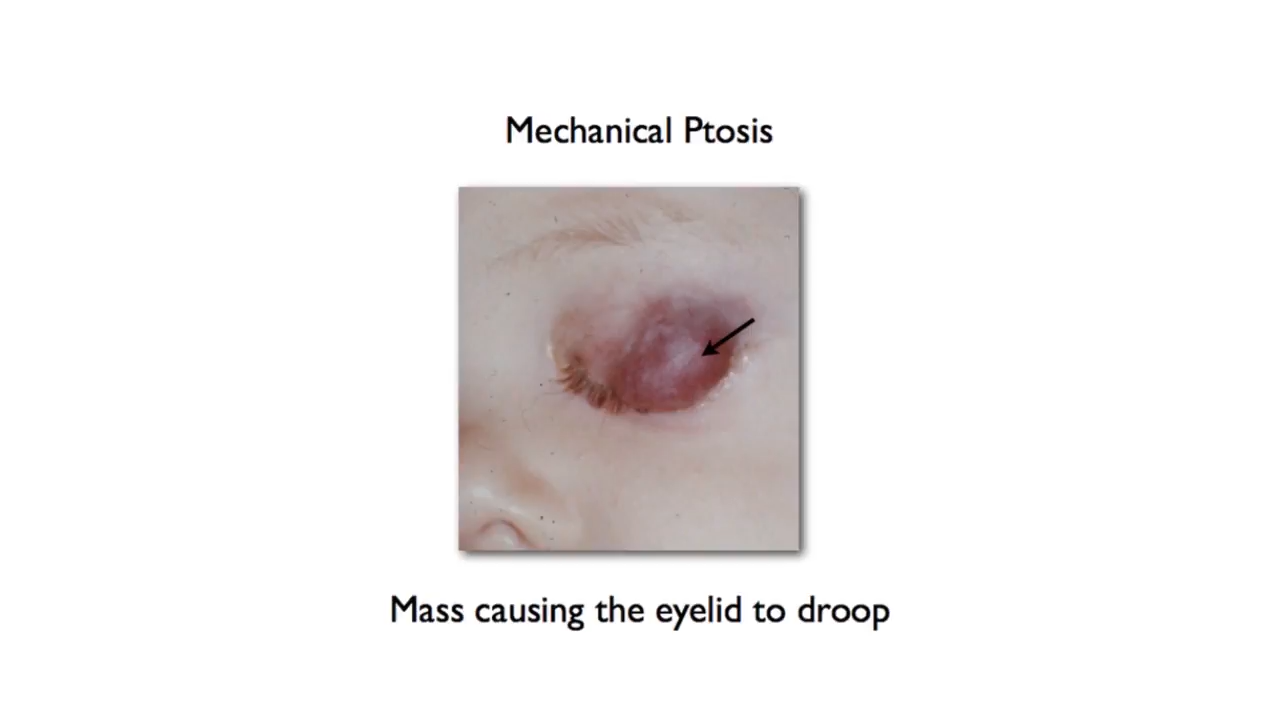 Mechanical Ptosis
Mass causing the eyelid to droop